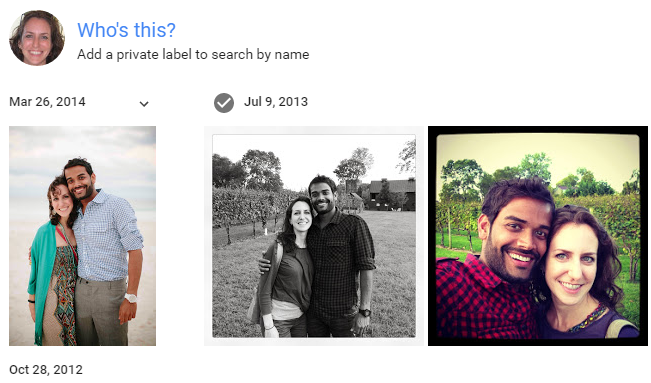 Who's this?
Add a private label to search by name
Mar 26, 2014
Jul 9, 2013
Oct 28, 2012